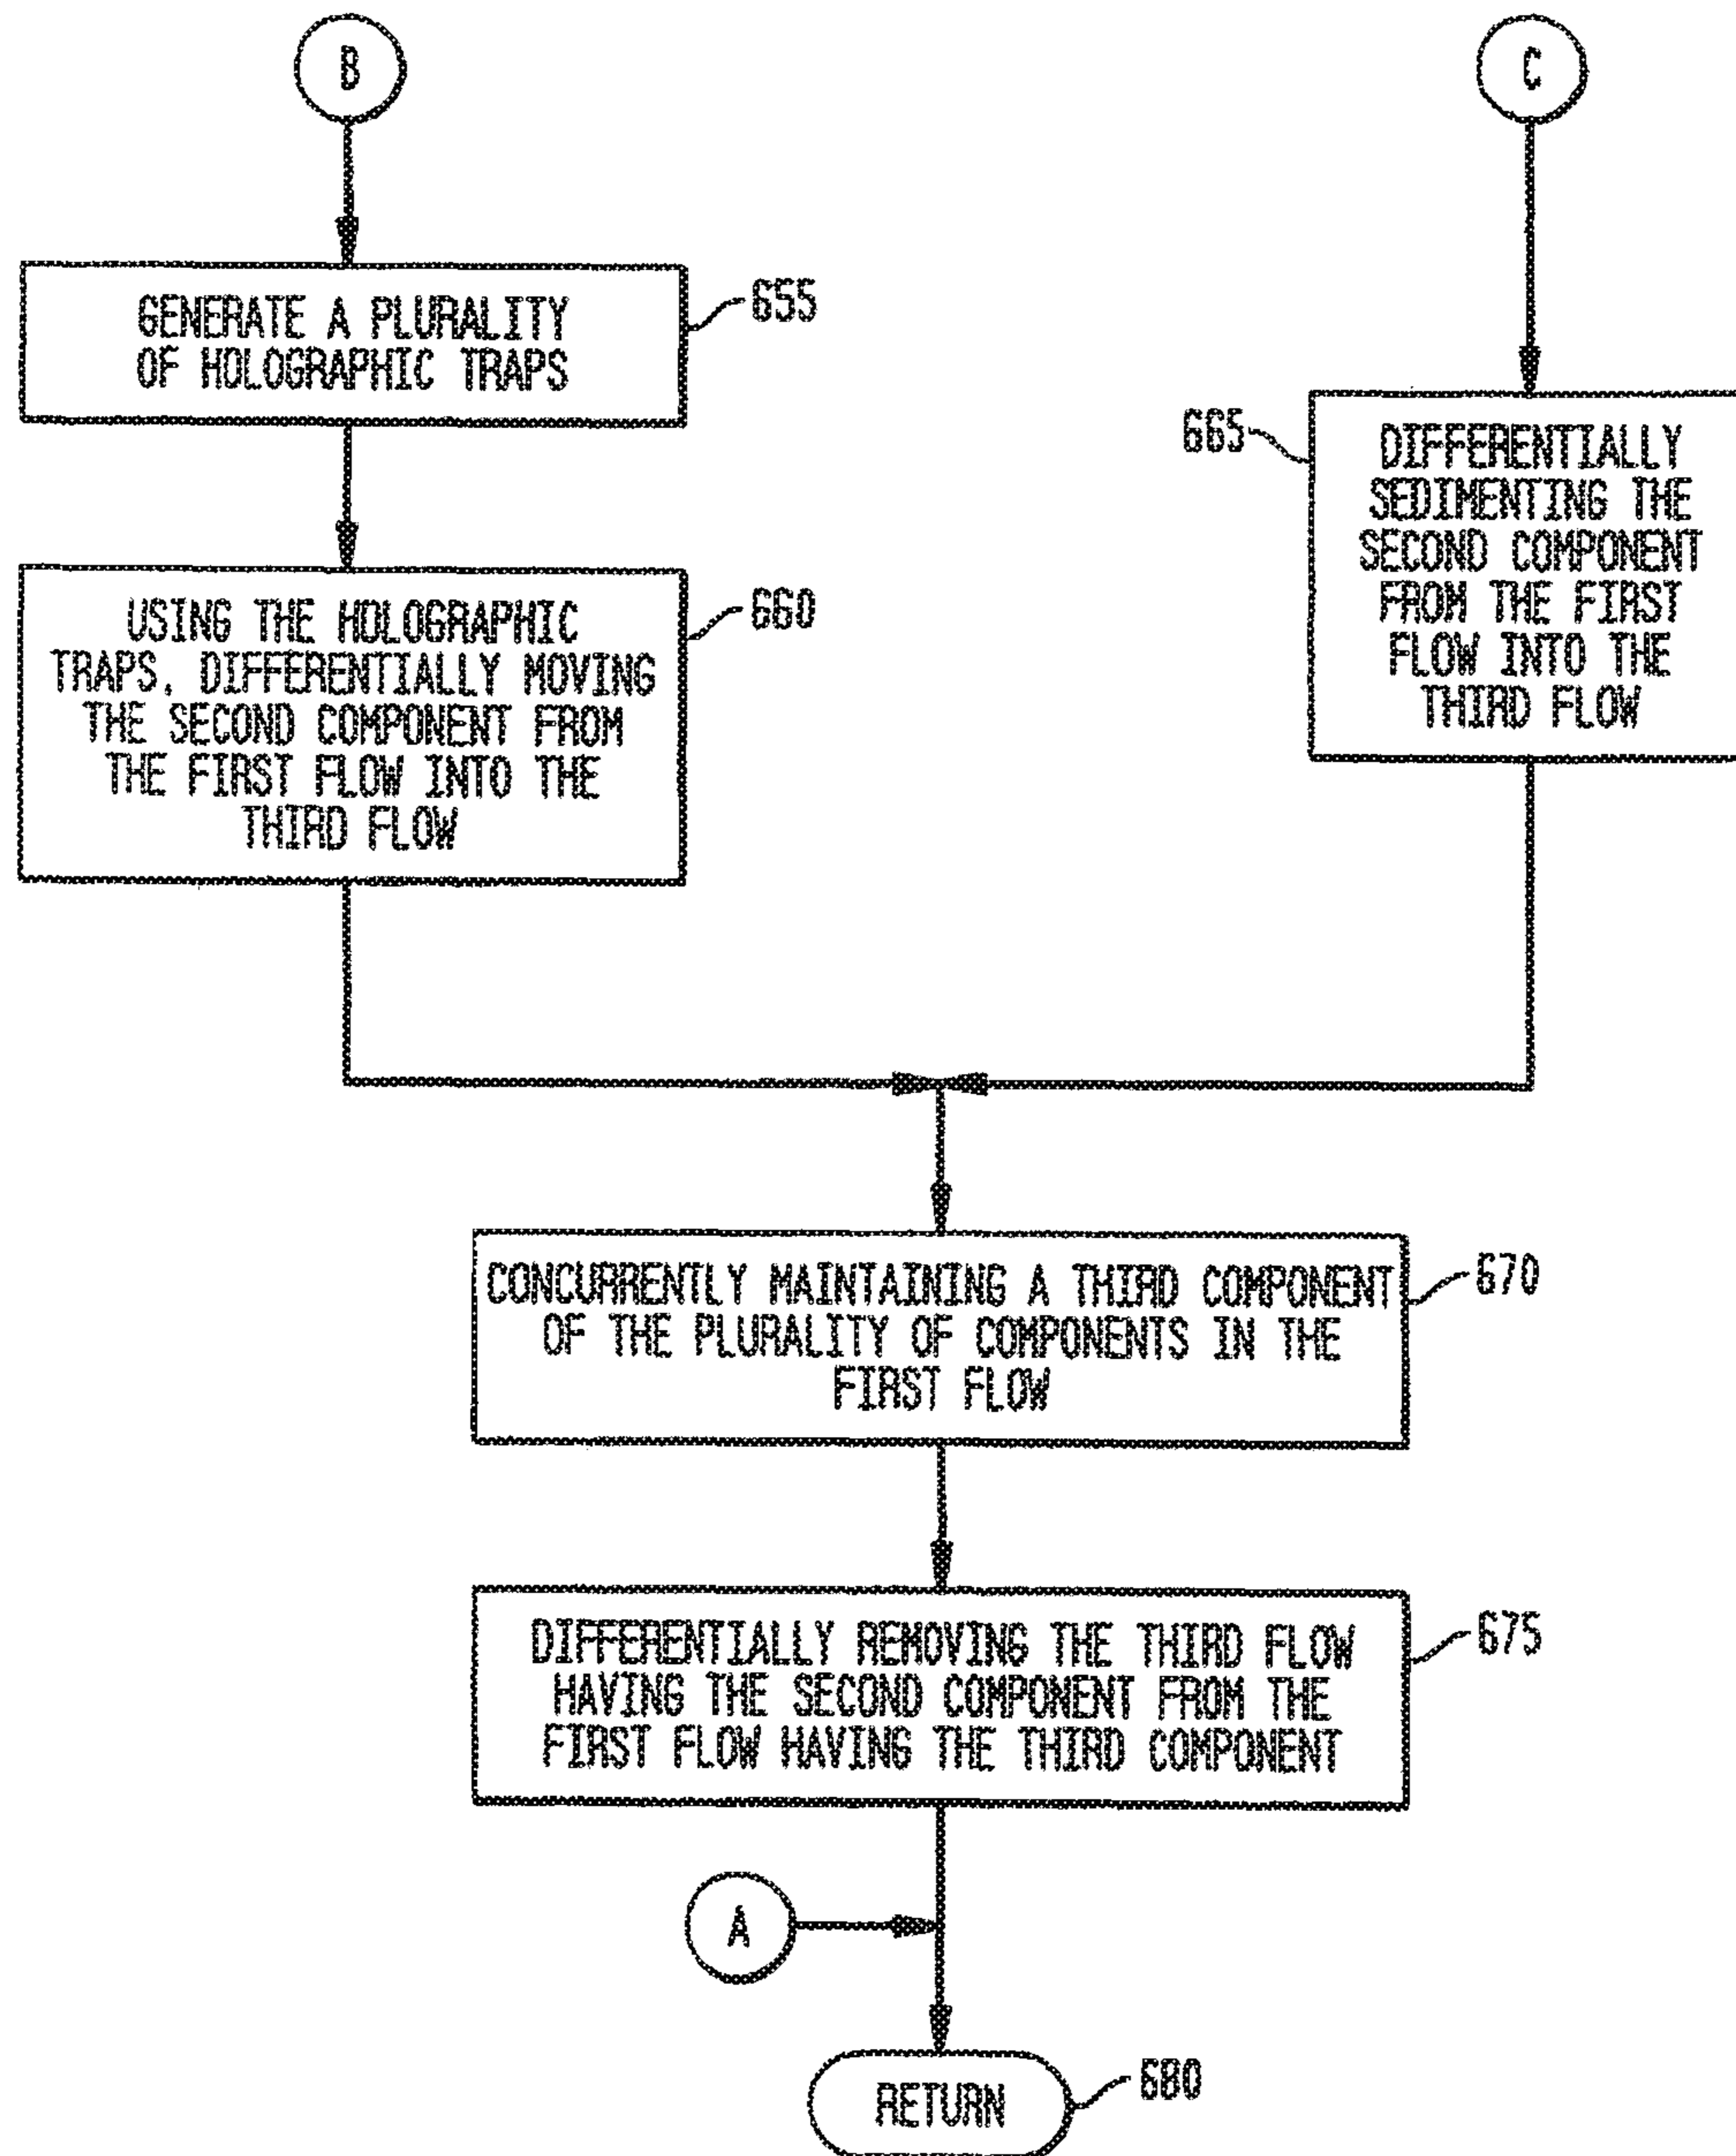 B
C
GENERATE A PLURALITY
OF HOLOGRAPHIC TRAPS
655
USING THE HOLOGRAPHIC
TRAPS, DIFFERENTIALLY MOVING
THE SECOND COMPONENT FROM
THE FIRST FLOW INTO THE
THIRD FLOW
660
665
DIFFERENTIALLY
SEDIMENTING THE
SECOND COMPONENT
FROM THE FIRST
FLOW INTO THE
THIRD FLOW
CONCURRENTLY MAINTAINING A THIRD COMPONENT
OF THE PLURALITY OF COMPONENTS IN THE
FIRST FLOW
670
DIFFERENTIALLY REMOVING THE THIRD FLOW
HAVING THE SECOND COMPONENT FROM THE
FIRST FLOW HAVING THE THIRD COMPONENT
675
A
RETURN
680